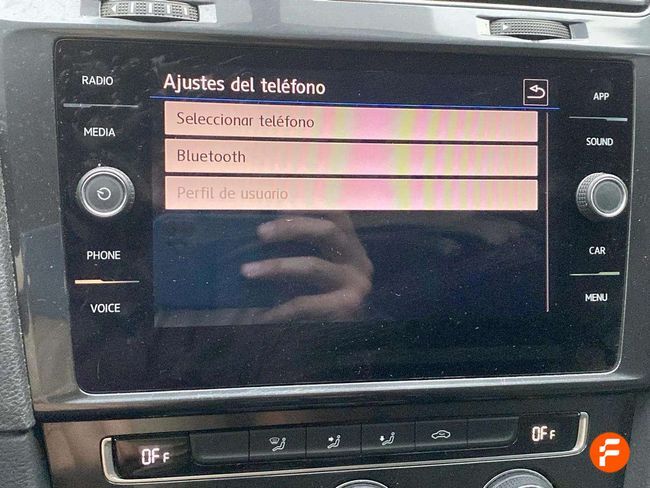 Ajustes del teléfono
Seleccionar teléfono
Bluetooth
Perfil de usuario
RADIO
MEDIA
PHONE
VOICE
APP
SOUND
CAR
MENU
OFF
OFF